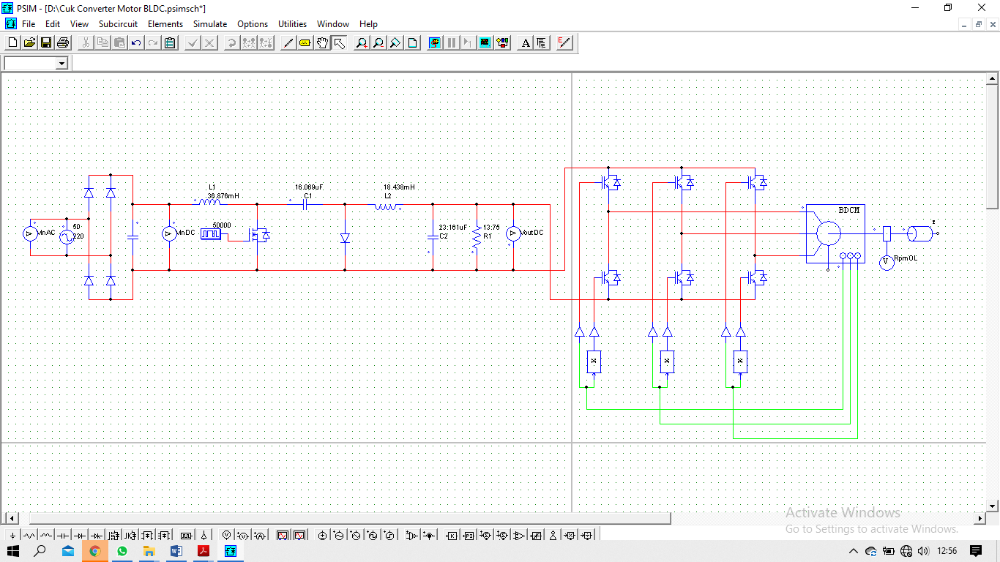 PSIM - [D:\Cuk Converter Motor BLDC.psimsch*]
File Edit View Subcircuit Elements Simulate Options Utilities Window Help
L1
36.876mH
16.069uF
C1
18.438mH
L2
VinAC
50
220
VinDC
50000
23.161uF
C2
13.75
R1
VoutDC
BDCM
T
V
RpmOL
K
K
K
Activate Windows
Go to Settings to activate Windows.
12:56